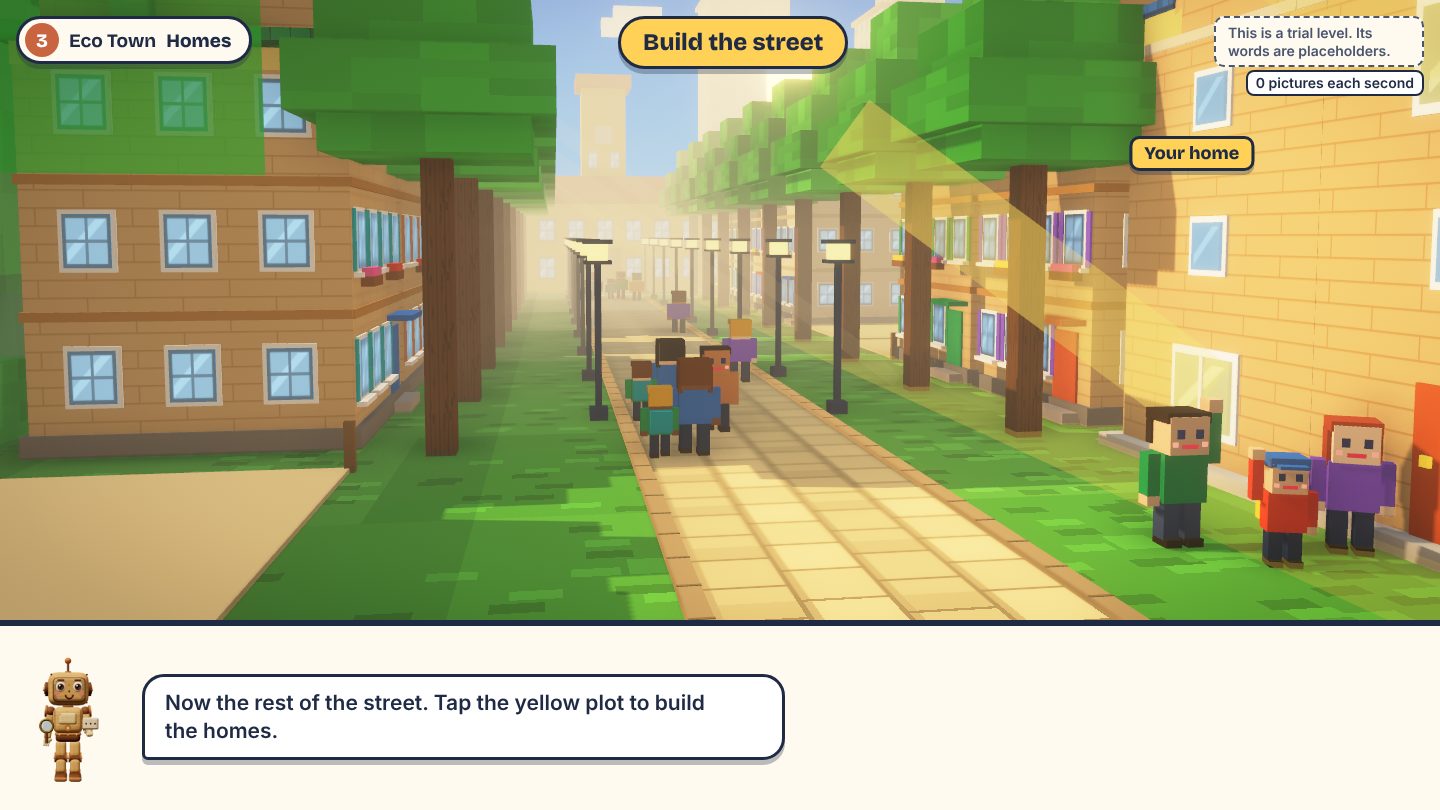 3 Eco Town Homes
Build the street
This is a trial level. Its
words are placeholders.
0 pictures each second
Your home
Now the rest of the street. Tap the yellow plot to build
the homes.